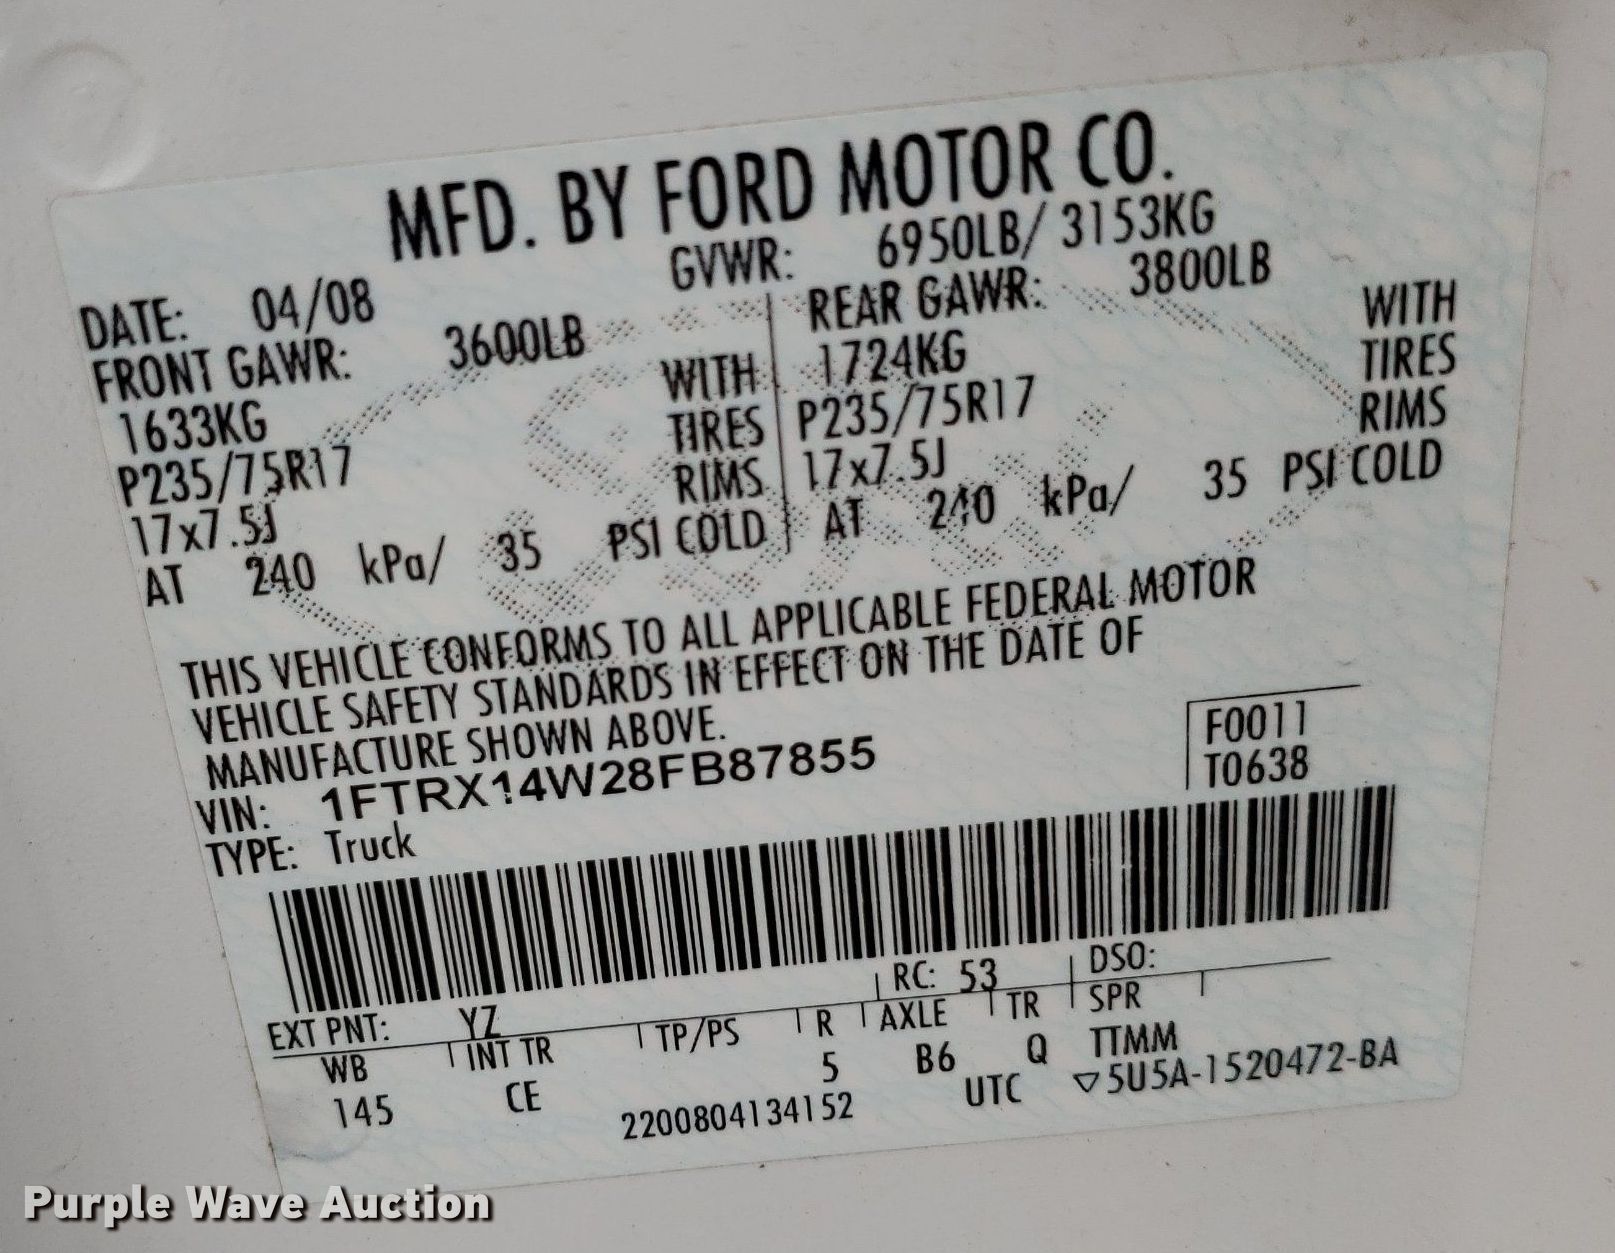 MFD. BY FORD MOTOR CO.
DATE: 04/08 GVWR: 6950LB/ 3153KG
FRONT GAWR: 3600LB REAR GAWR: 3800LB
1633KG WITH 1724KG WITH
P235/75R17 TIRES P235/75R17 TIRES
17x7.5J RIMS 17x7.5J RIMS
AT 240 kPa/ 35 PSI COLD AT 240 kPa/ 35 PSI COLD
THIS VEHICLE CONFORMS TO ALL APPLICABLE FEDERAL MOTOR
VEHICLE SAFETY STANDARDS IN EFFECT ON THE DATE OF
MANUFACTURE SHOWN ABOVE.
VIN: 1FTRX14W28FB87855 F0011
TYPE: Truck T0638
EXT PNT: YZ RC: 53 DSO:
WB INT TR TP/PS R AXLE TR SPR
145 CE 5 B6 Q TTMM
2200804134152 UTC ▽5U5A-1520472-BA
Purple Wave Auction